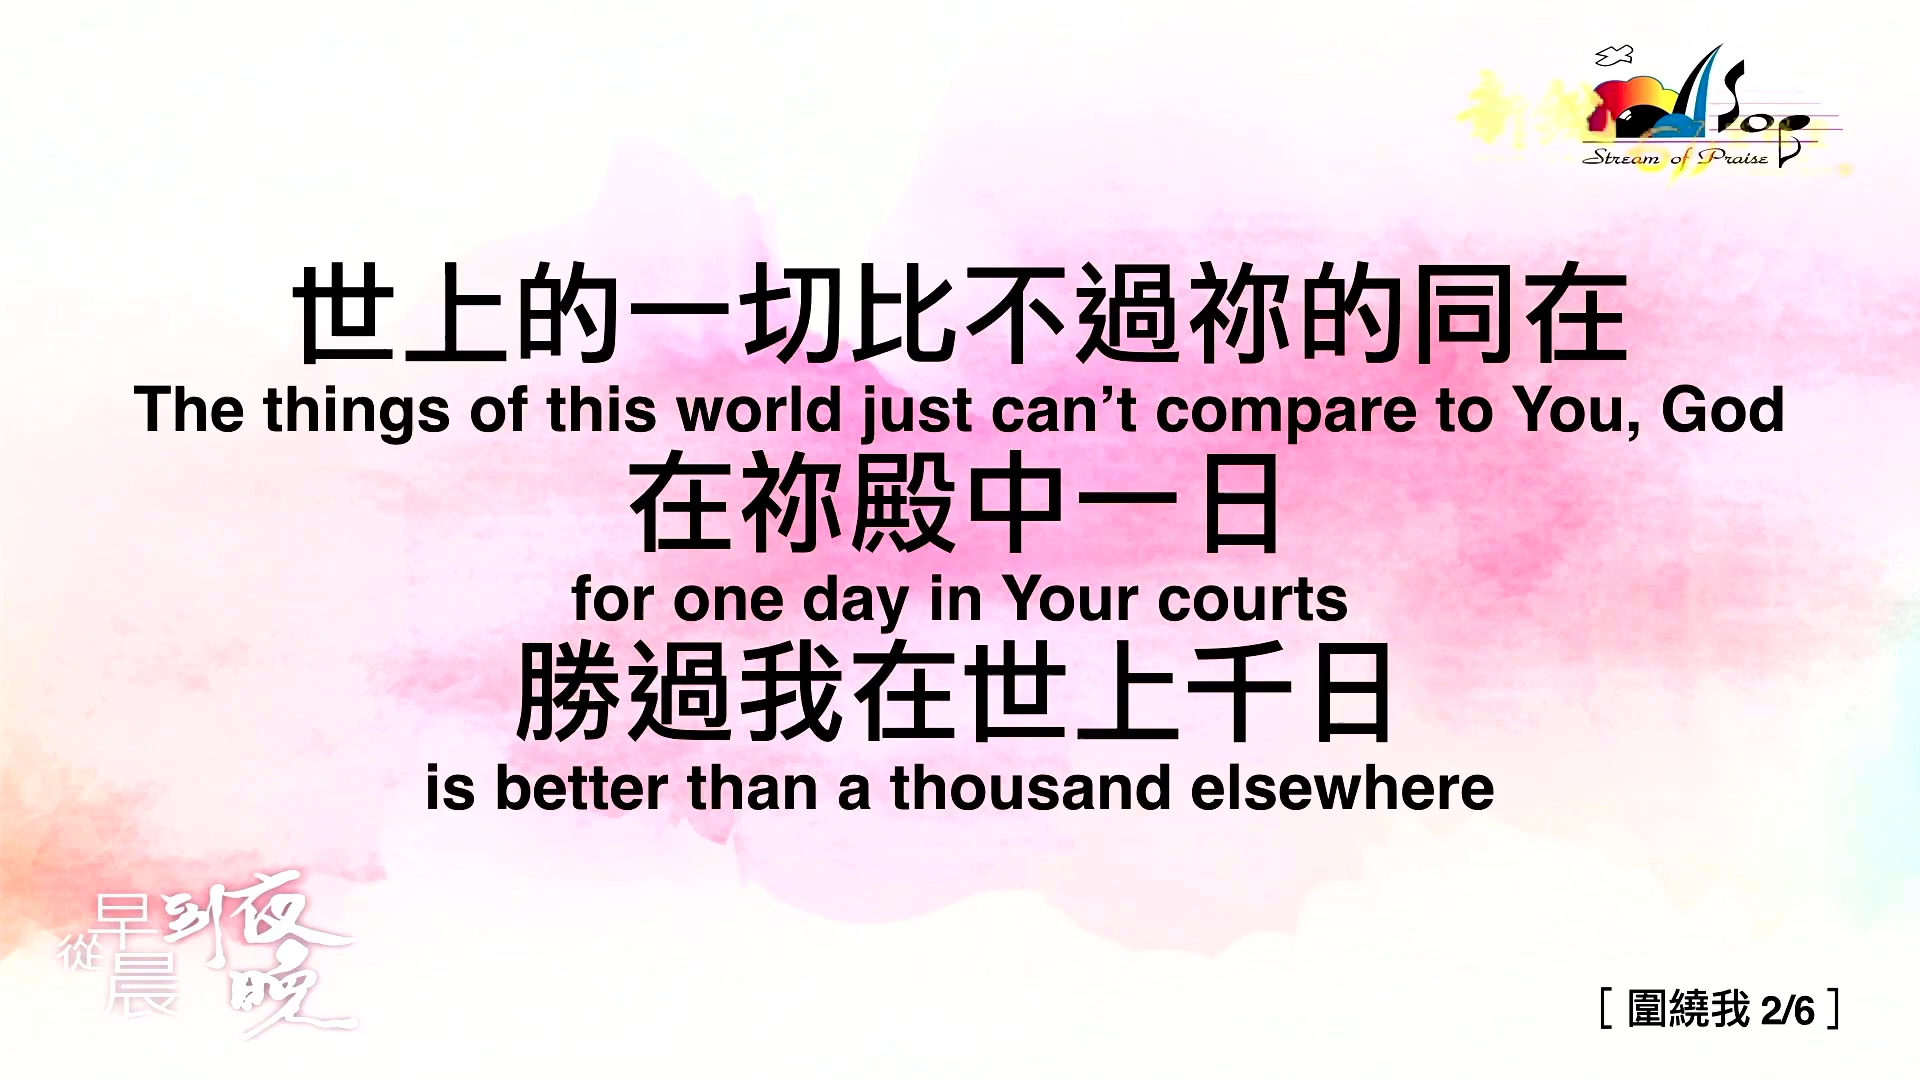 Sop
Stream of Praise
世上的一切比不過祢的同在
The things of this world just can’t compare to You, God
在祢殿中一日
for one day in Your courts
勝過我在世上千日
is better than a thousand elsewhere
從早晨到夜晚
[ 圍繞我 2/6 ]